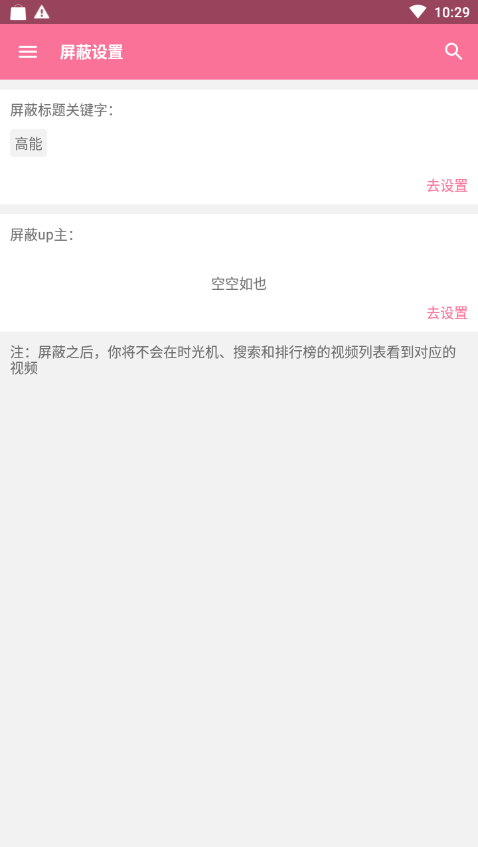 10:29
屏蔽设置
屏蔽标题关键字：
高能
去设置
屏蔽up主：
空空如也
去设置
注：屏蔽之后，你将不会在时光机、搜索和排行榜的视频列表看到对应的
视频